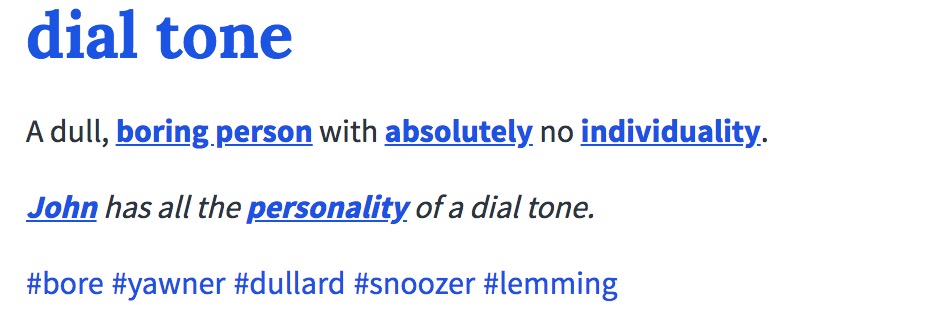 dial tone
A dull, boring person with absolutely no individuality.
John has all the personality of a dial tone.
#bore #yawner #dullard #snoozer #lemming